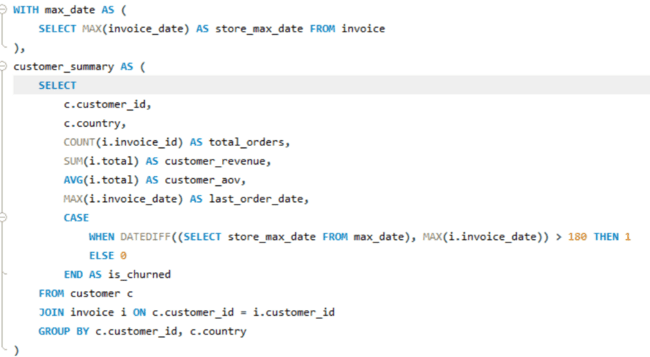 WITH max_date AS (
    SELECT MAX(invoice_date) AS store_max_date FROM invoice
),
customer_summary AS (
    SELECT
        c.customer_id,
        c.country,
        COUNT(i.invoice_id) AS total_orders,
        SUM(i.total) AS customer_revenue,
        AVG(i.total) AS customer_aov,
        MAX(i.invoice_date) AS last_order_date,
        CASE
            WHEN DATEDIFF((SELECT store_max_date FROM max_date), MAX(i.invoice_date)) > 180 THEN 1
            ELSE 0
        END AS is_churned
    FROM customer c
    JOIN invoice i ON c.customer_id = i.customer_id
    GROUP BY c.customer_id, c.country
)